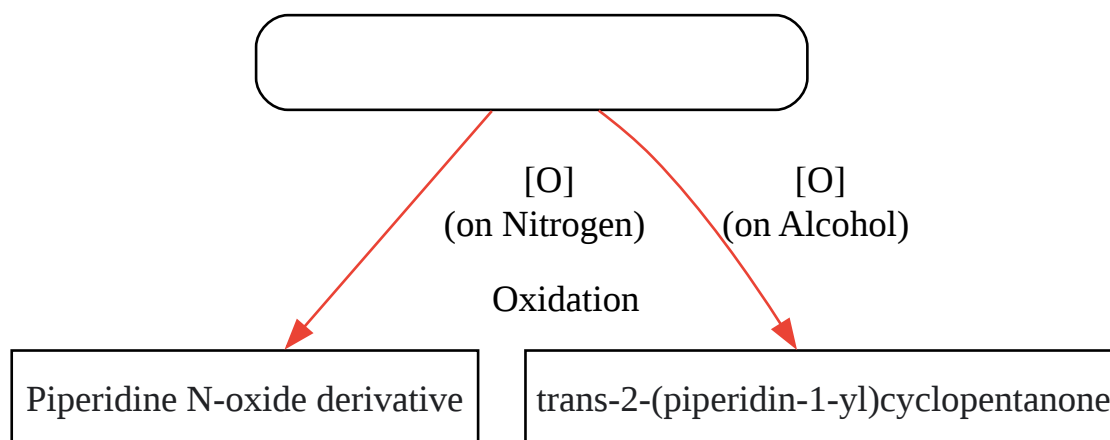 [O]
(on Nitrogen)
[O]
(on Alcohol)
Oxidation
Piperidine N-oxide derivative
trans-2-(piperidin-1-yl)cyclopentanone